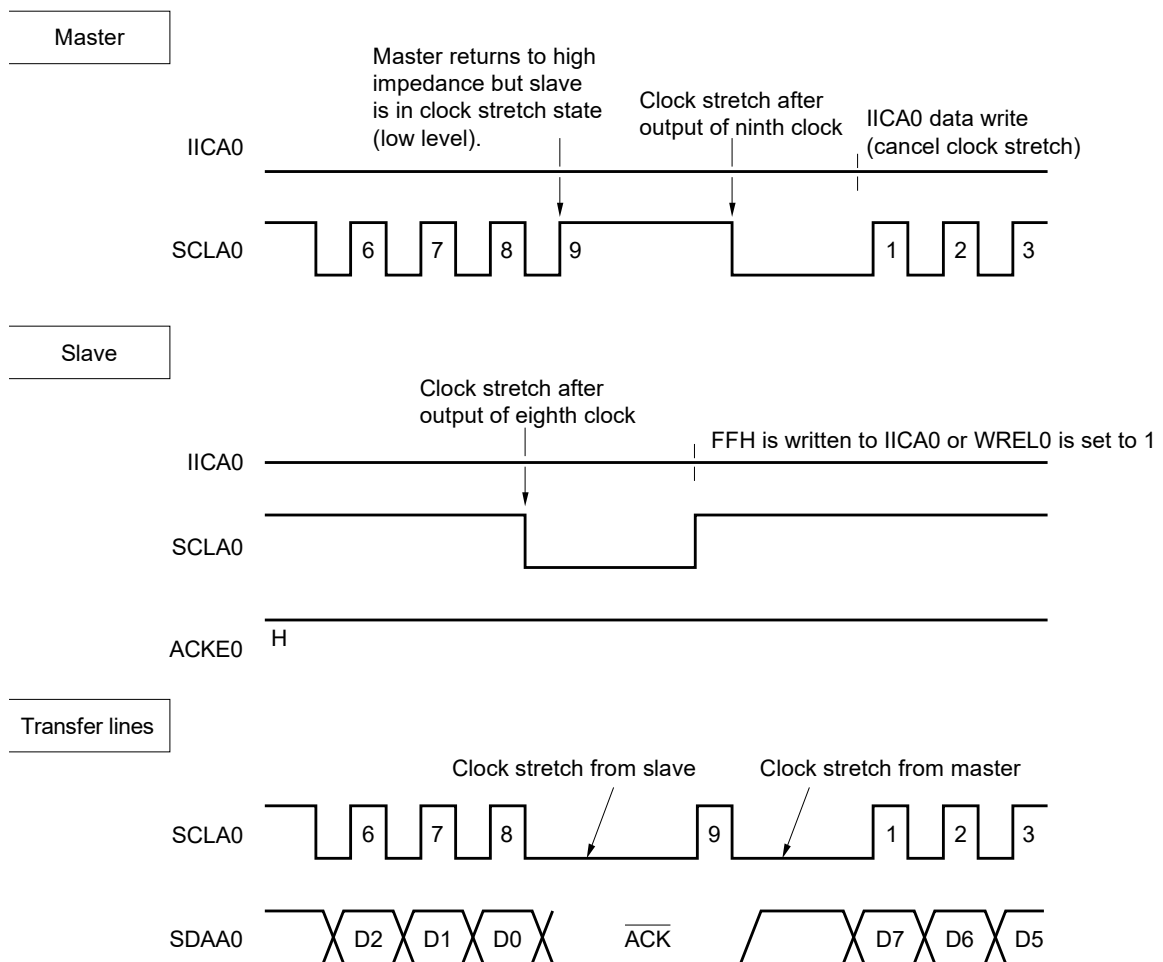 Master
Master returns to high
impedance but slave
is in clock stretch state
(low level).
Clock stretch after
output of ninth clock
IICA0 data write
(cancel clock stretch)
IICA0
SCLA0
6 7 8 9 1 2 3
Slave
Clock stretch after
output of eighth clock
FFH is written to IICA0 or WREL0 is set to 1
IICA0
SCLA0
H
ACKE0
Transfer lines
Clock stretch from slave
Clock stretch from master
SCLA0
6 7 8 9 1 2 3
SDAA0
D2 D1 D0 ACK D7 D6 D5